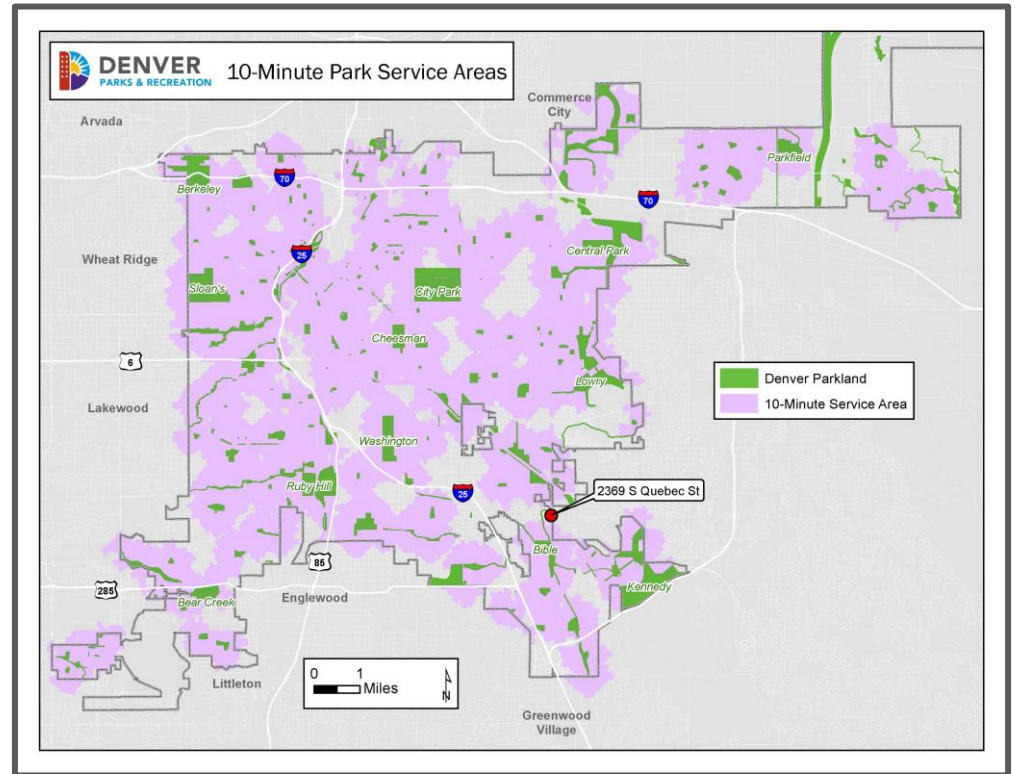 DENVER
PARKS & RECREATION
10-Minute Park Service Areas
Commerce
City
Arvada
Parkfield
Berkeley
70
70
Central Park
25
Wheat Ridge
Sloan's
City Park
Cheesman
6
Denver Parkland
10-Minute Service Area
Lowry
Lakewood
Washington
Ruby Hill
25
2369 S Quebec St
Bible
85
Kennedy
285
Bear Creek
Englewood
0 1
Miles
N
Littleton
Greenwood
Village